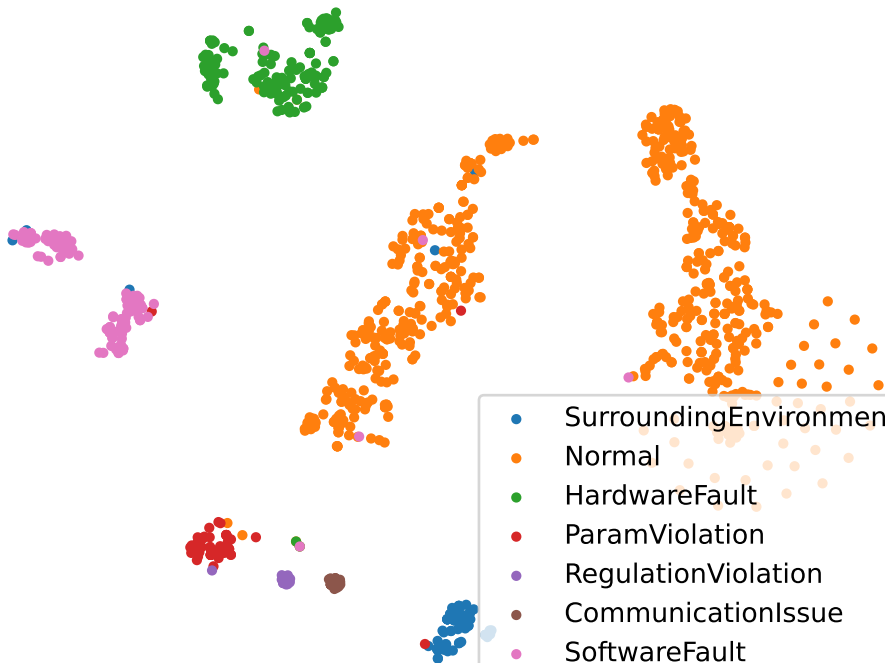 SurroundingEnvironmen
Normal
HardwareFault
ParamViolation
RegulationViolation
CommunicationIssue
SoftwareFault